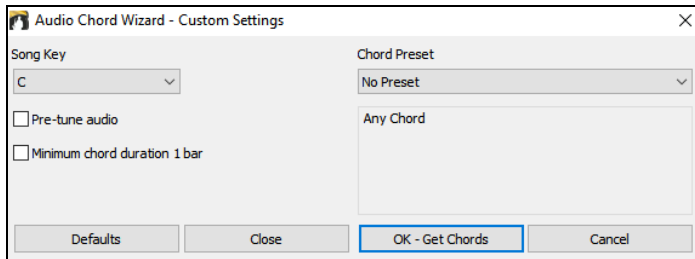 Audio Chord Wizard - Custom Settings
Song Key
Chord Preset
C
No Preset
Pre-tune audio
Any Chord
Minimum chord duration 1 bar
Defaults
Close
OK - Get Chords
Cancel